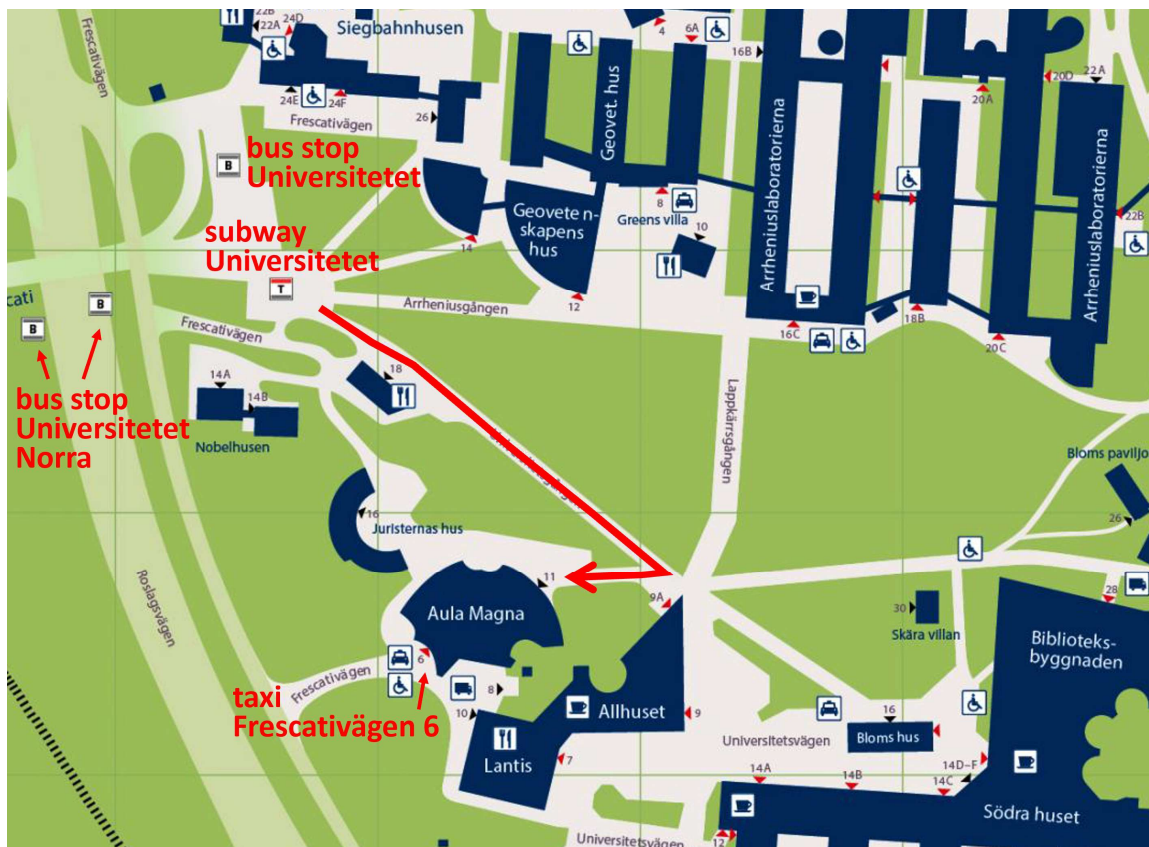 22B
22A
24D
Siegbahnhusen
Frescativägen
24E
24F
26
Frescativägen
4
6A
16B
20D
22A
20A
Geovet. hus
Arrheniuslaboratorierna
Arrheniuslaboratorierna
B
bus stop
Universitetet
8
Greens villa
10
22B
Geoveten-
skapens
hus
14
12
subway
Universitetet
T
Arrheniusgången
16C
18B
20C
cati
B
B
Frescativägen
18
bus stop
Universitetet
Norra
14A
14B
Nobelhusen
Lappkärrsgången
Bloms paviljo
26
16
Juristernas hus
Roslagsvägen
11
9A
Aula Magna
28
30
Skära villan
Biblioteks-
byggnaden
6
Frescativägen
taxi
Frescativägen 6
8
10
Allhuset
9
16
Bloms hus
Universitetsvägen
Lantis
7
14A
14B
14C
14D–F
Södra huset
12
Universitetsvägen